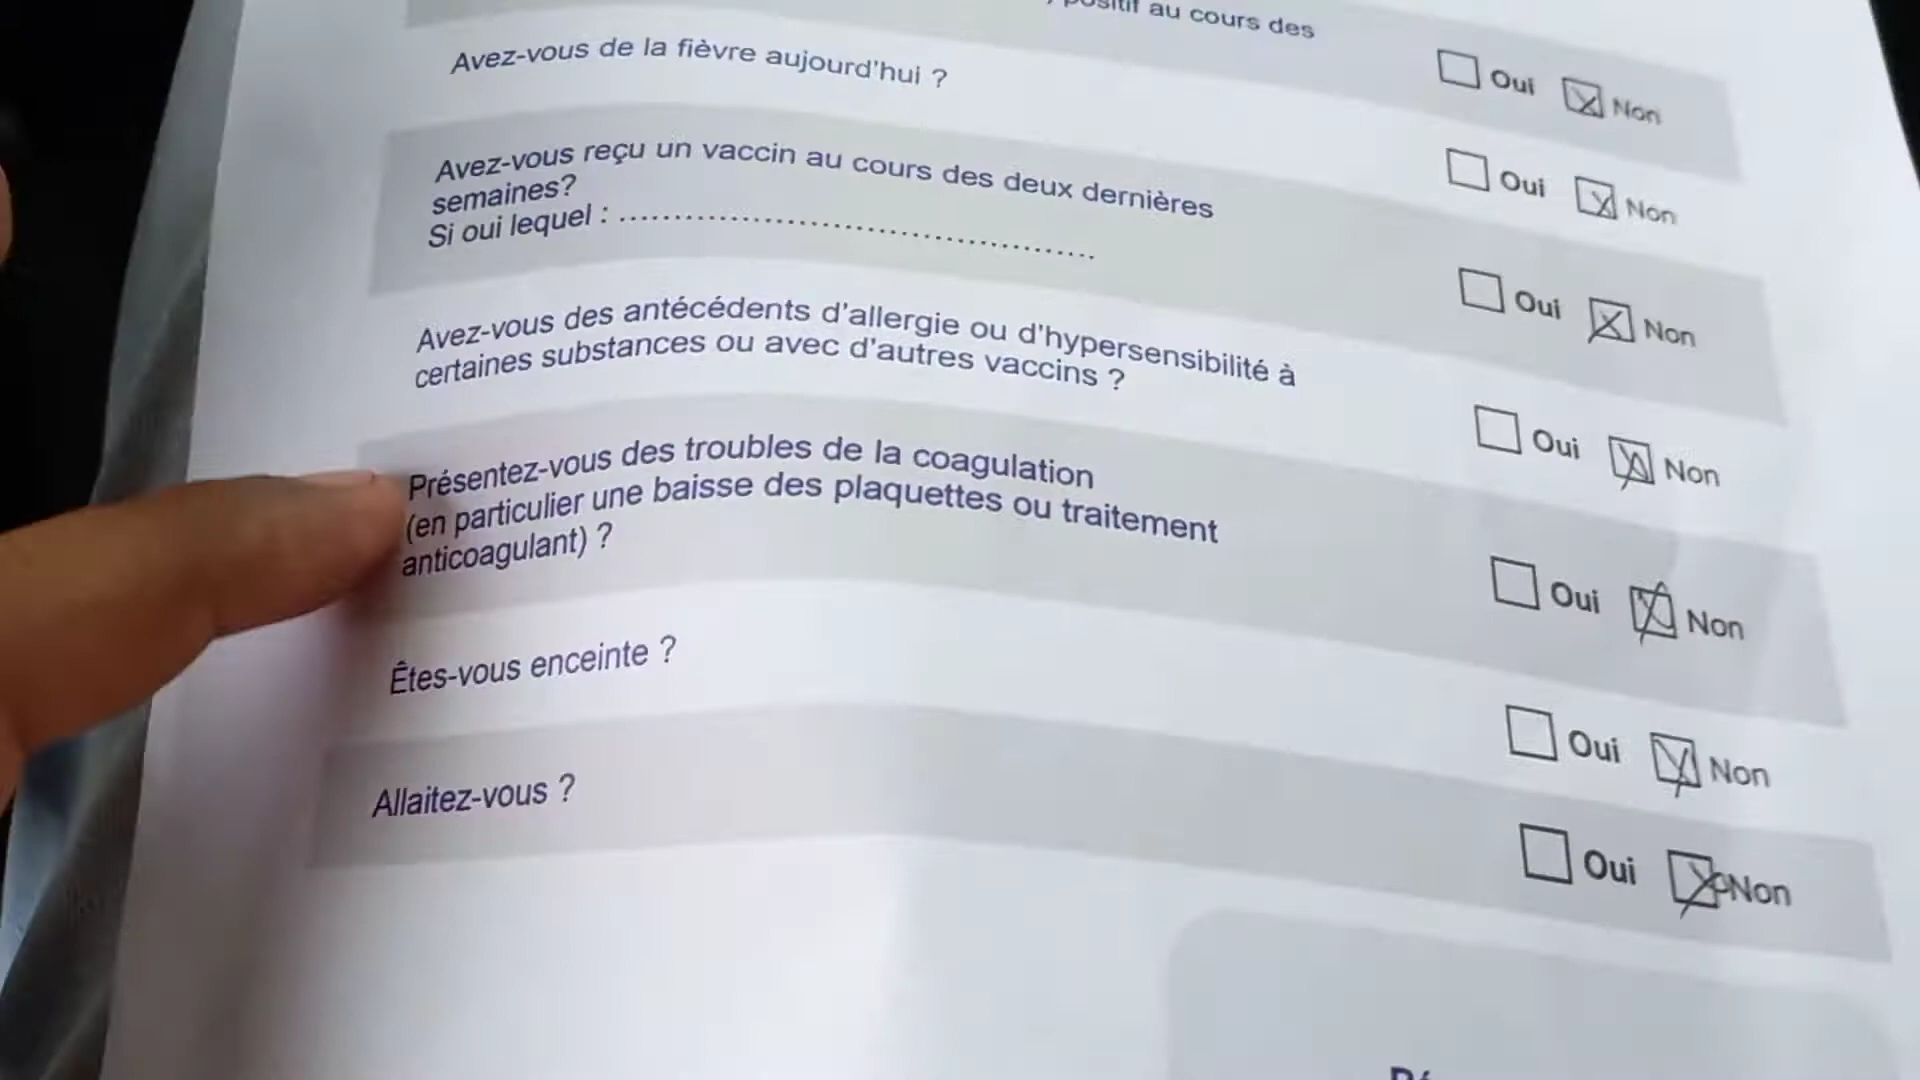 positif au cours des
Oui Non
Avez-vous de la fièvre aujourd'hui ?
Oui Non
Avez-vous reçu un vaccin au cours des deux dernières
semaines?
Si oui lequel : ................................................
Oui Non
Avez-vous des antécédents d'allergie ou d'hypersensibilité à
certaines substances ou avec d'autres vaccins ?
Oui Non
Présentez-vous des troubles de la coagulation
(en particulier une baisse des plaquettes ou traitement
anticoagulant) ?
Oui Non
Êtes-vous enceinte ?
Oui Non
Allaitez-vous ?
Oui Non